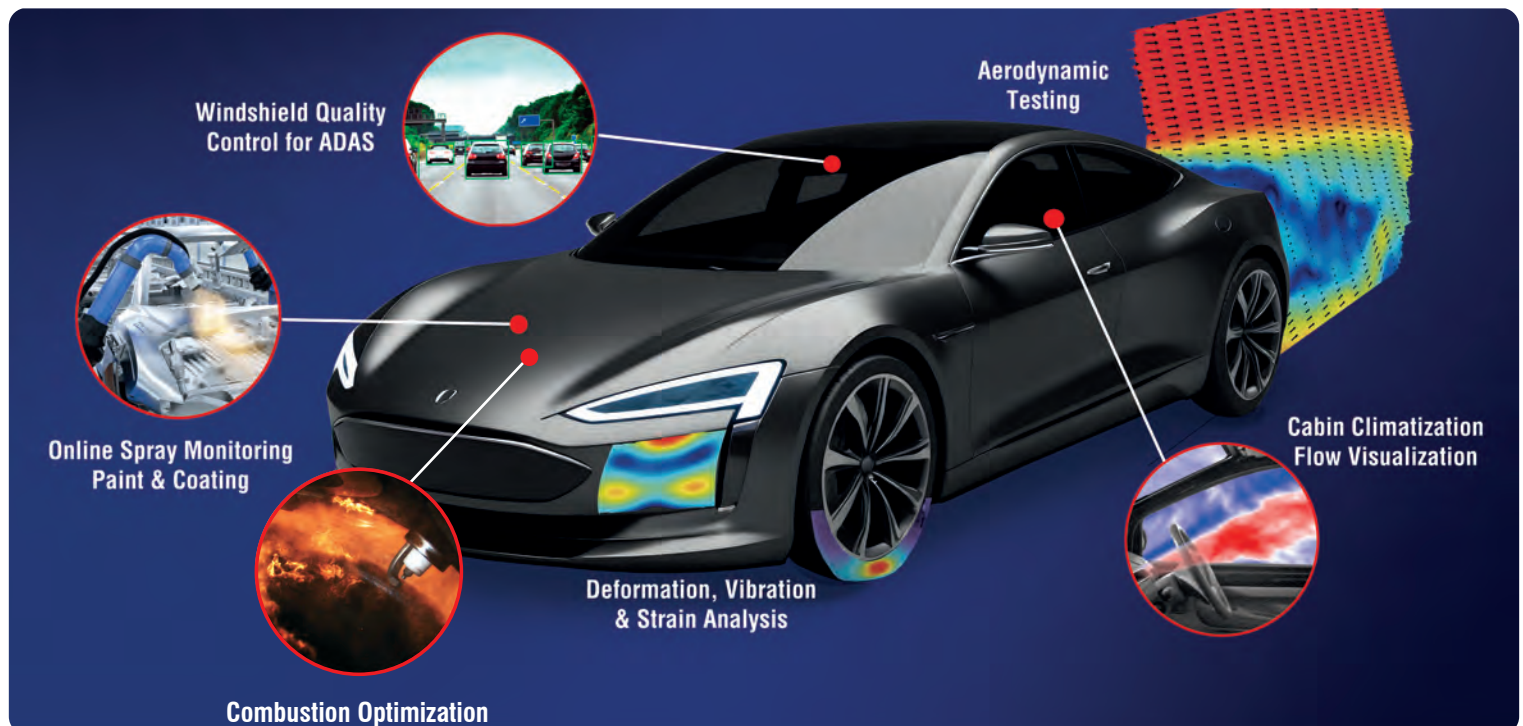 Windshield Quality
Control for ADAS
Aerodynamic
Testing
Online Spray Monitoring
Paint & Coating
Cabin Climatization
Flow Visualization
Deformation, Vibration
& Strain Analysis
Combustion Optimization